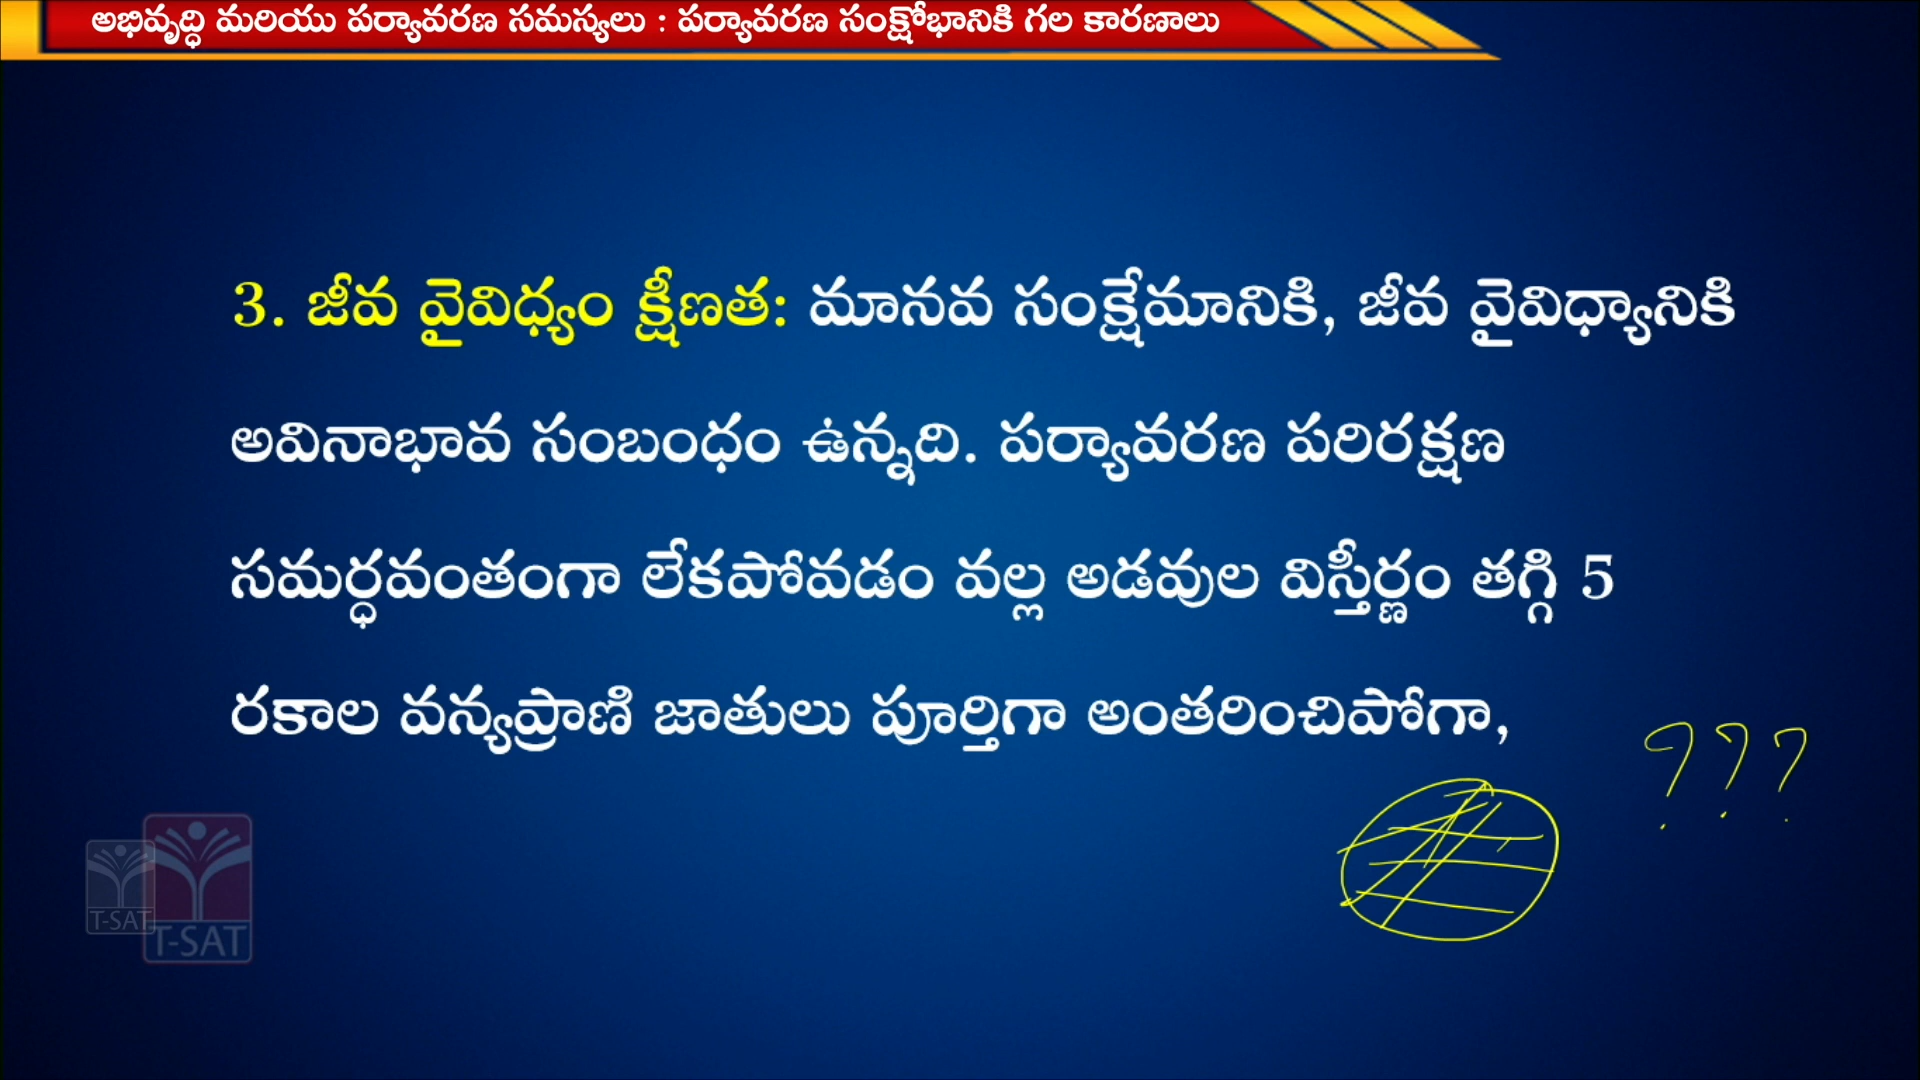 అభివృద్ధి మరియు పర్యావరణ సమస్యలు : పర్యావరణ సంక్షోభానికి గల కారణాలు
3. జీవ వైవిధ్యం క్షీణత: మానవ సంక్షేమానికి, జీవ వైవిధ్యానికి
అవినాభావ సంబంధం ఉన్నది. పర్యావరణ పరిరక్షణ
సమర్ధవంతంగా లేకపోవడం వల్ల అడవుల విస్తీర్ణం తగ్గి 5
రకాల వన్యప్రాణి జాతులు పూర్తిగా అంతరించిపోగా,
???
T-SAT
T-SAT